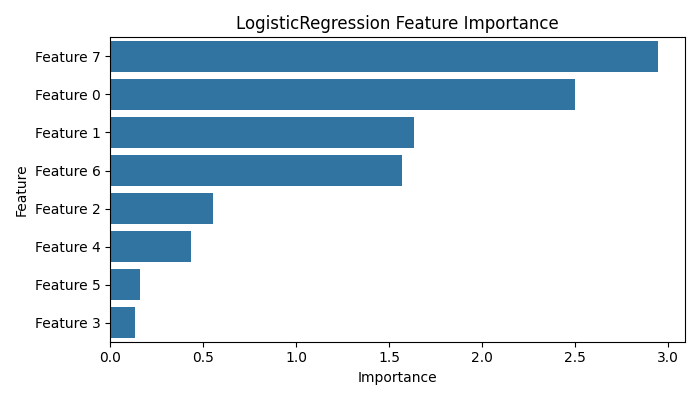 LogisticRegression Feature Importance
Feature
Feature 7
Feature 0
Feature 1
Feature 6
Feature 2
Feature 4
Feature 5
Feature 3
0.0 0.5 1.0 1.5 2.0 2.5 3.0
Importance